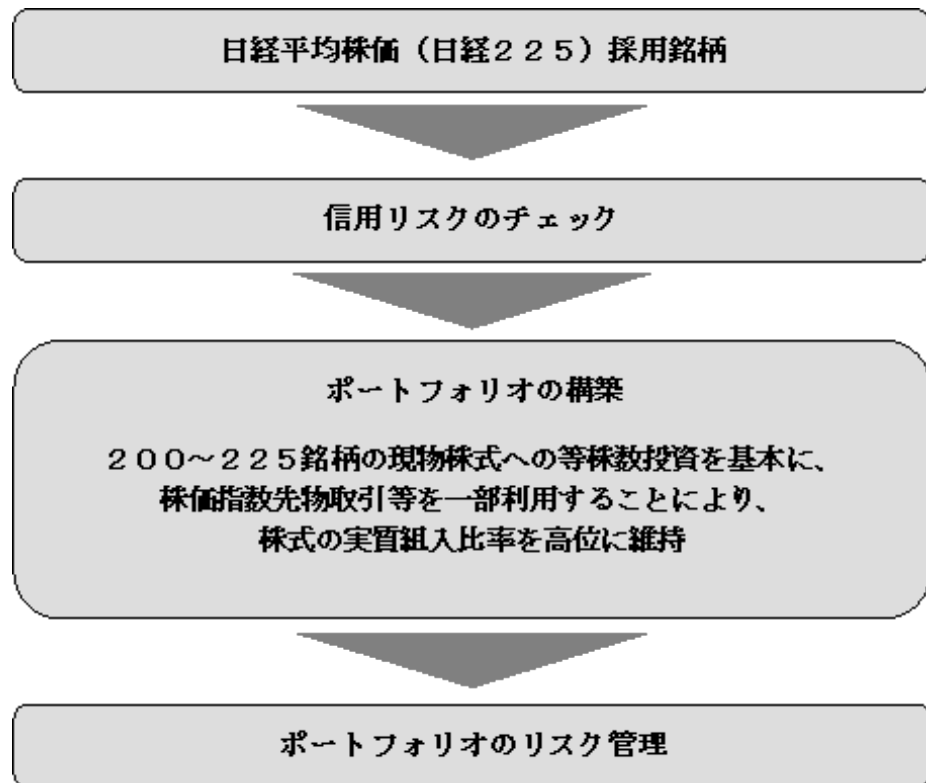 日経平均株価（日経２２５）採用銘柄
信用リスクのチェック
ポートフォリオの構築
２００～２２５銘柄の現物株式への等株数投資を基本に、
株価指数先物取引等を一部利用することにより、
株式の実質組入比率を高位に維持
ポートフォリオのリスク管理